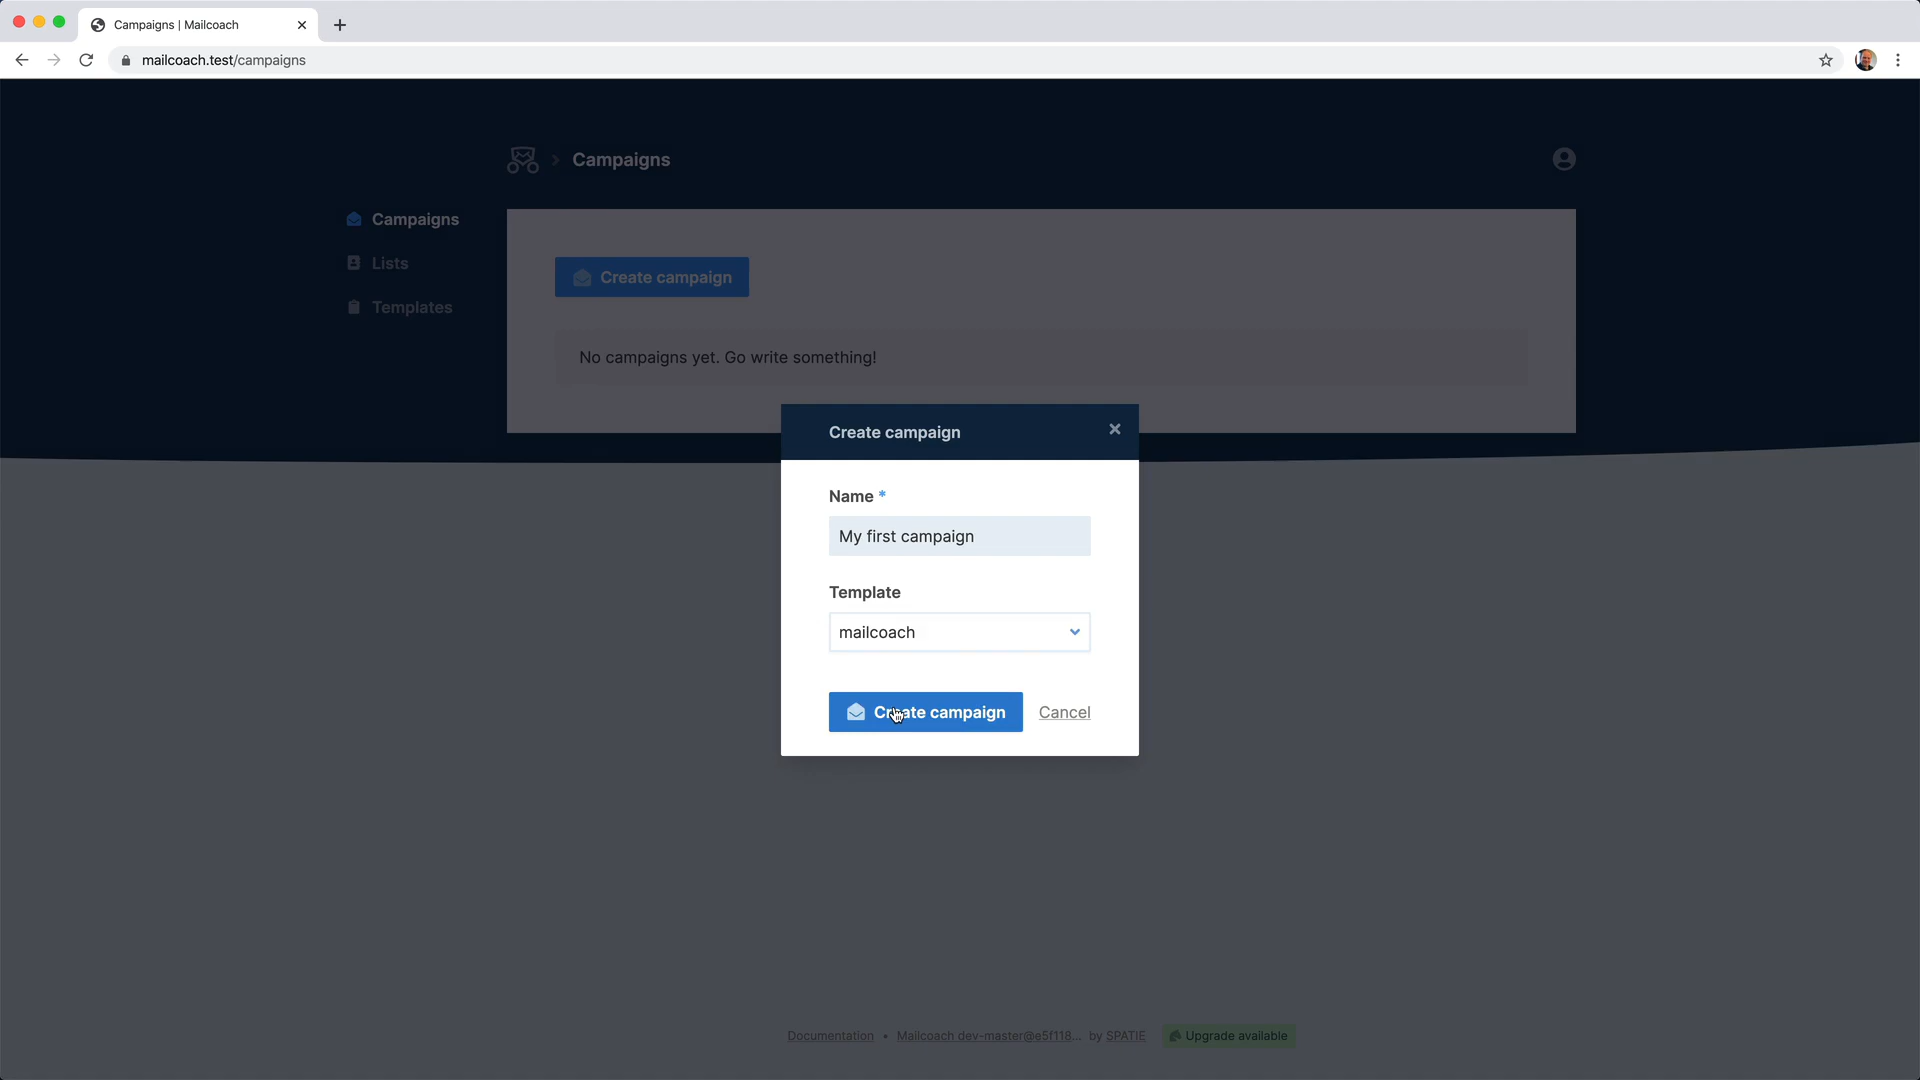 Campaigns | Mailcoach
mailcoach.test/campaigns
Campaigns
Campaigns
Lists
Templates
Create campaign
No campaigns yet. Go write something!
Create campaign
Name *
My first campaign
Template
mailcoach
Create campaign
Cancel
Documentation • Mailcoach dev-master@e5f118... by SPATIE
Upgrade available